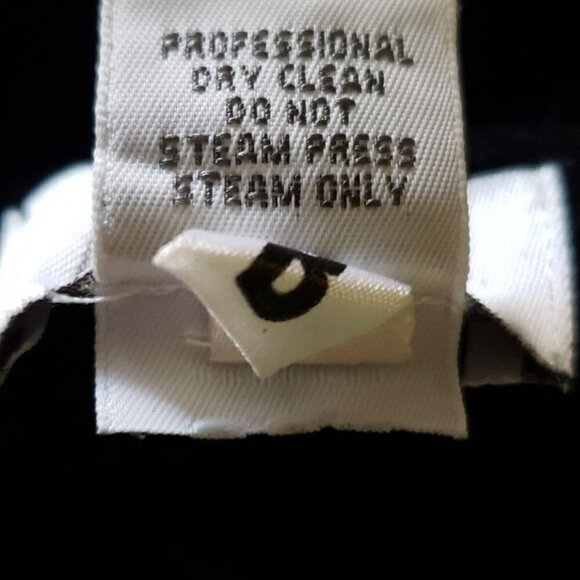 PROFESSIONAL
DRY CLEAN
DO NOT
STEAM PRESS
STEAM ONLY